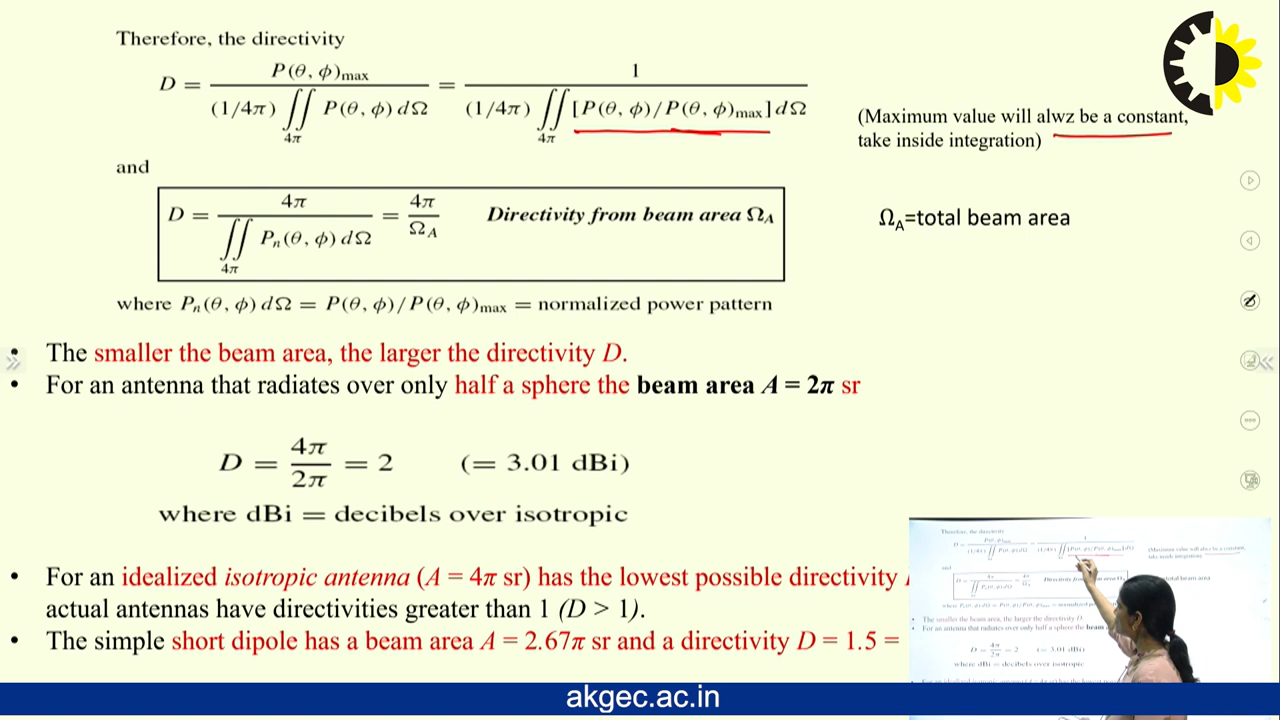 Therefore, the directivity
D = P(θ, ϕ)max / (1/4π) ∬4π P(θ, ϕ) dΩ = 1 / (1/4π) ∬4π [P(θ, ϕ)/P(θ, ϕ)max] dΩ
(Maximum value will alwz be a constant,
take inside integration)
and
D = 4π / ∬4π Pn(θ, ϕ) dΩ = 4π / ΩA Directivity from beam area ΩA
ΩA=total beam area
where Pn(θ, ϕ) dΩ = P(θ, ϕ)/P(θ, ϕ)max = normalized power pattern
• The smaller the beam area, the larger the directivity D.
• For an antenna that radiates over only half a sphere the beam area A = 2π sr
D = 4π / 2π = 2 (= 3.01 dBi)
where dBi = decibels over isotropic
• For an idealized isotropic antenna (A = 4π sr) has the lowest possible directivity
actual antennas have directivities greater than 1 (D > 1).
• The simple short dipole has a beam area A = 2.67π sr and a directivity D = 1.5 =
akgec.ac.in